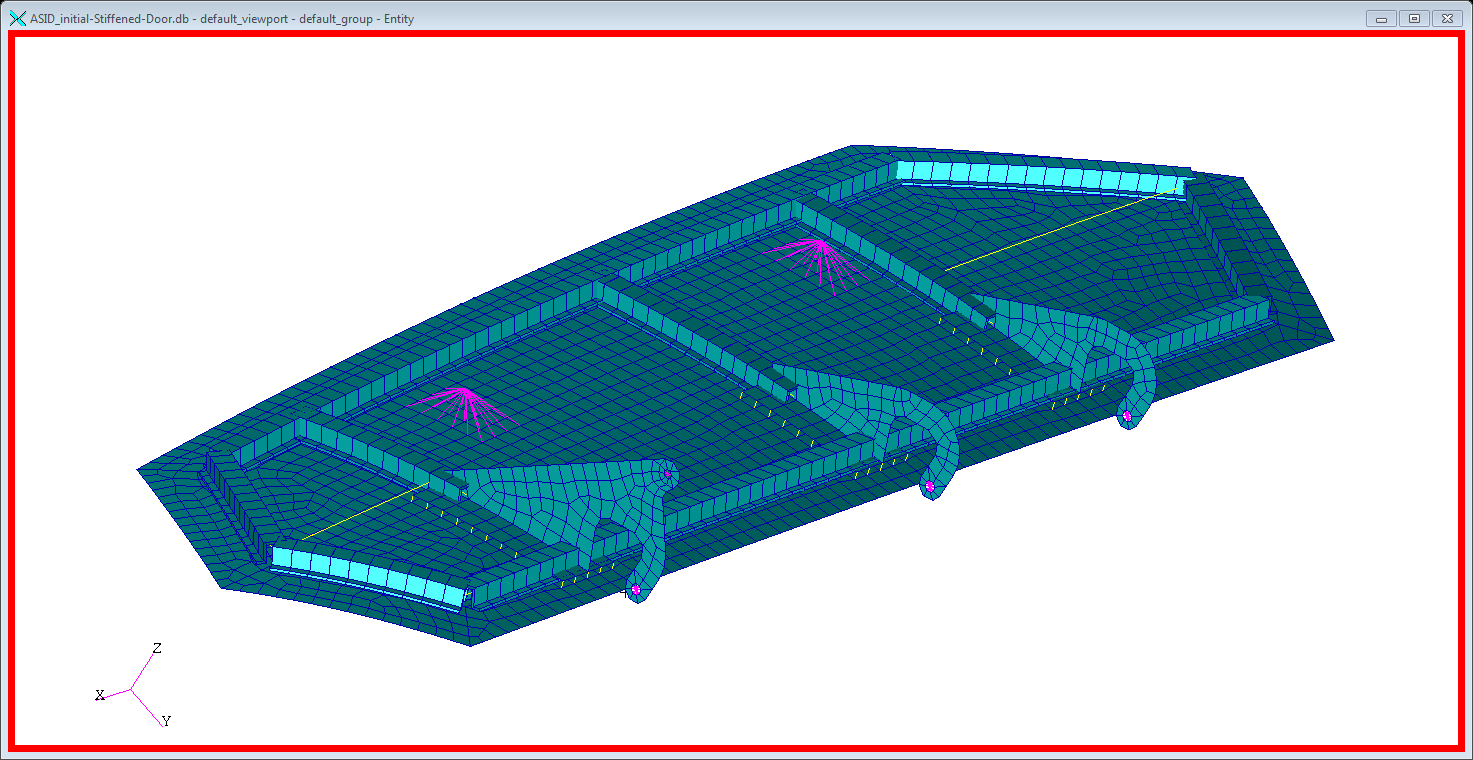 ASID_initial-Stiffened-Door.db - default_viewport - default_group - Entity
Z
X
Y